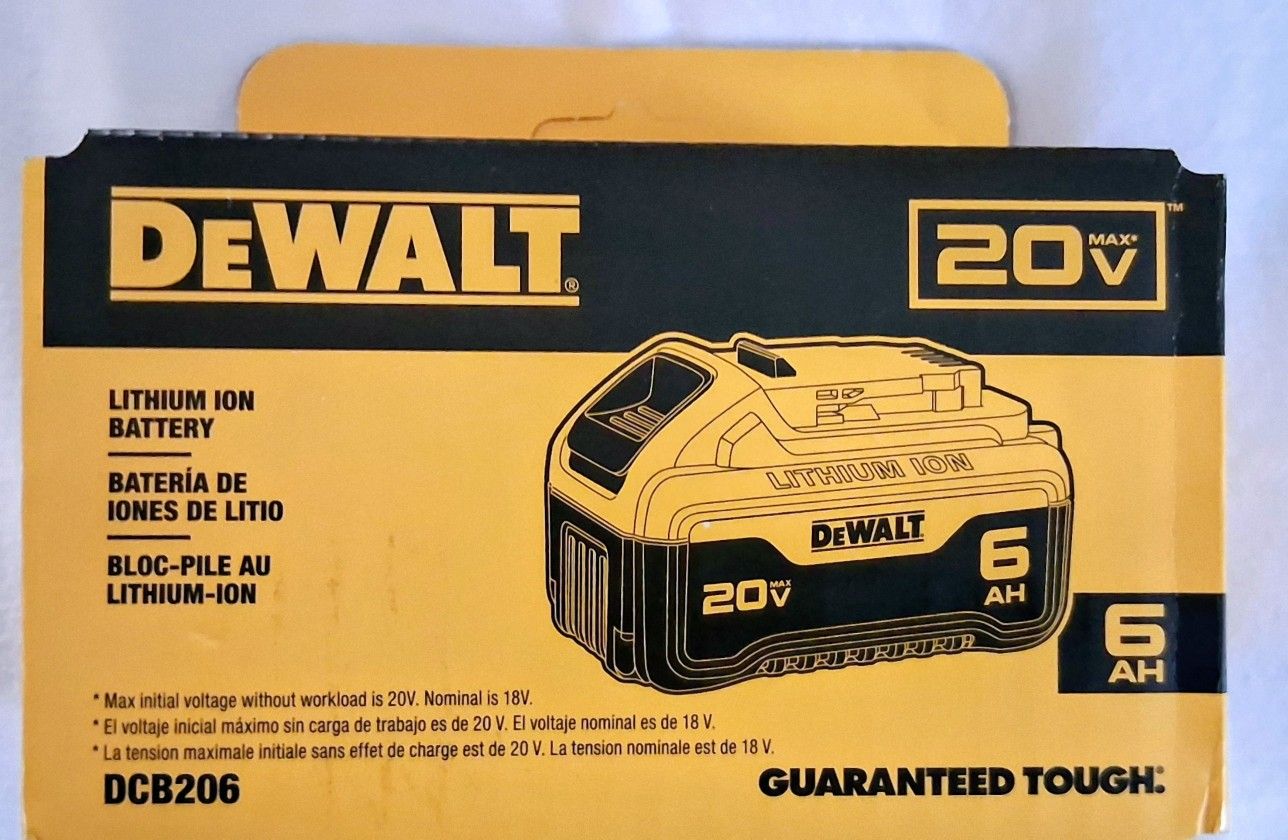 DEWALT®
20V MAX*™
LITHIUM ION
BATTERY
BATERÍA DE
IONES DE LITIO
BLOC-PILE AU
LITHIUM-ION
LITHIUM ION
DEWALT
20V MAX
6
AH
6
AH
* Max initial voltage without workload is 20V. Nominal is 18V.
* El voltaje inicial máximo sin carga de trabajo es de 20 V. El voltaje nominal es de 18 V.
* La tension maximale initiale sans effet de charge est de 20 V. La tension nominale est de 18 V.
DCB206
GUARANTEED TOUGH®.